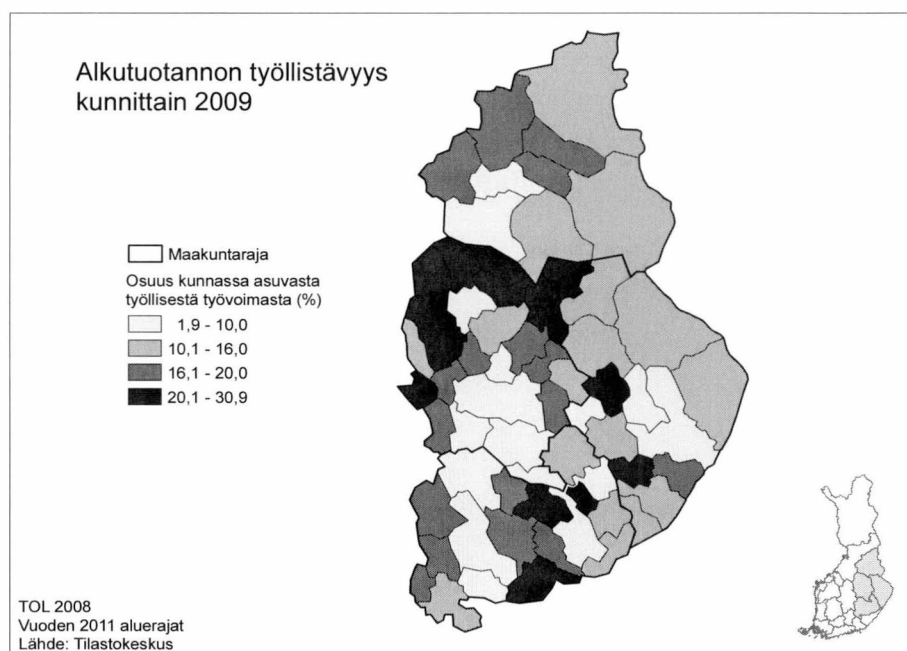 Alkutuotannon työllistävyys
kunnittain 2009
Maakuntaraja
Osuus kunnassa asuvasta
työllisestä työvoimasta (%)
1,9 - 10,0
10,1 - 16,0
16,1 - 20,0
20,1 - 30,9
TOL 2008
Vuoden 2011 aluerajat
Lähde: Tilastokeskus